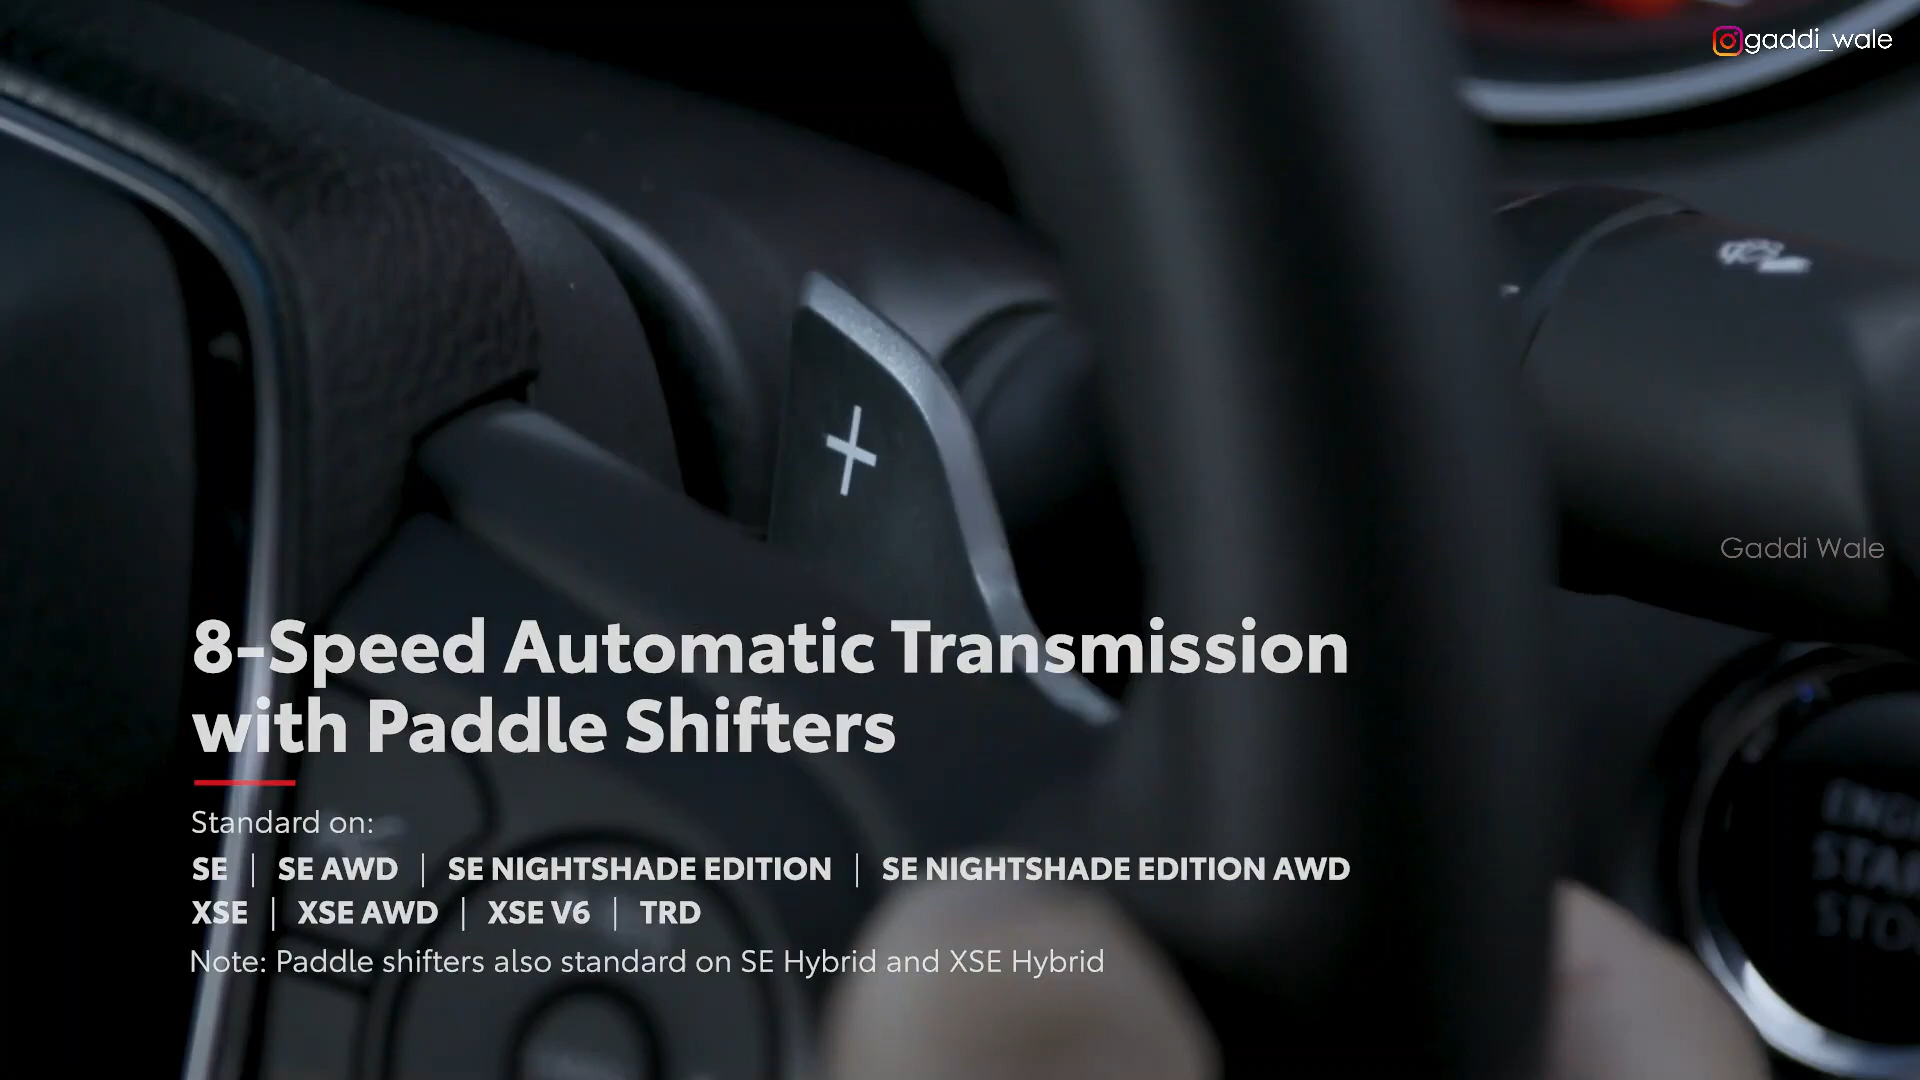 gaddi_wale
Gaddi Wale
8-Speed Automatic Transmission
with Paddle Shifters
Standard on:
SE | SE AWD | SE NIGHTSHADE EDITION | SE NIGHTSHADE EDITION AWD
XSE | XSE AWD | XSE V6 | TRD
Note: Paddle shifters also standard on SE Hybrid and XSE Hybrid